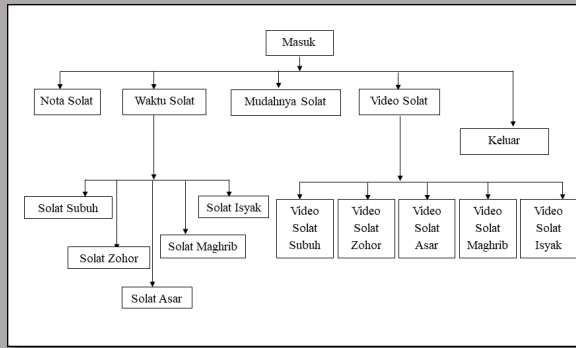 Masuk
Nota Solat
Waktu Solat
Mudahnya Solat
Video Solat
Keluar
Solat Subuh
Solat Zohor
Solat Asar
Solat Maghrib
Solat Isyak
Video
Solat
Subuh
Video
Solat
Zohor
Video
Solat
Asar
Video
Solat
Maghrib
Video
Solat
Isyak